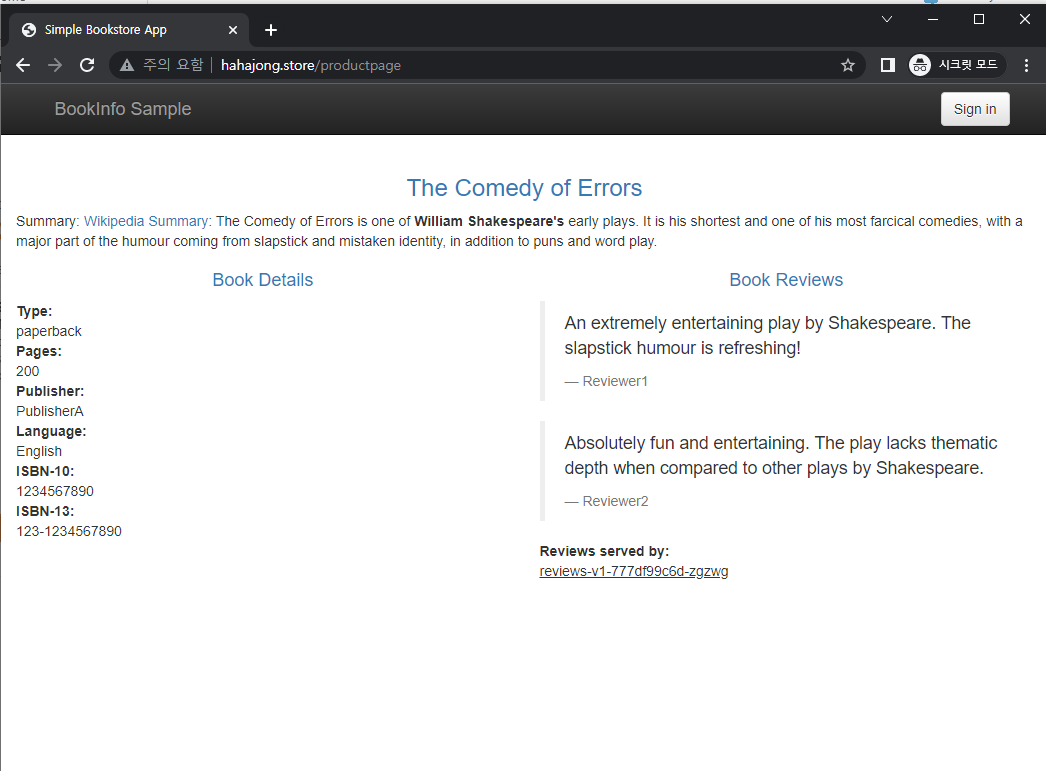 Simple Bookstore App
주의 요함
hahajong.store/productpage
시크릿 모드
BookInfo Sample
Sign in
The Comedy of Errors
Summary: Wikipedia Summary: The Comedy of Errors is one of William Shakespeare's early plays. It is his shortest and one of his most farcical comedies, with a
major part of the humour coming from slapstick and mistaken identity, in addition to puns and word play.
Book Details
Type:
paperback
Pages:
200
Publisher:
PublisherA
Language:
English
ISBN-10:
1234567890
ISBN-13:
123-1234567890
Book Reviews
An extremely entertaining play by Shakespeare. The
slapstick humour is refreshing!
— Reviewer1
Absolutely fun and entertaining. The play lacks thematic
depth when compared to other plays by Shakespeare.
— Reviewer2
Reviews served by:
reviews-v1-777df99c6d-zgzwg